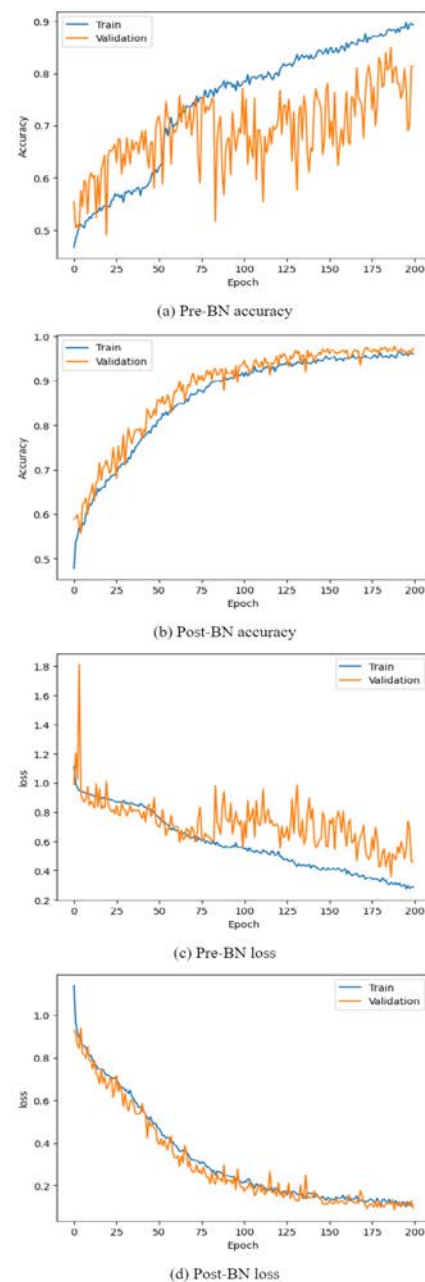 0.9
Train
Validation
0.8
0.7
0.6
0.5
Accuracy
0 25 50 75 100 125 150 175 200
Epoch
(a) Pre-BN accuracy
1.0
Train
Validation
0.9
0.8
0.7
0.6
0.5
Accuracy
0 25 50 75 100 125 150 175 200
Epoch
(b) Post-BN accuracy
1.8
Train
Validation
1.6
1.4
1.2
1.0
0.8
0.6
0.4
0.2
loss
0 25 50 75 100 125 150 175 200
Epoch
(c) Pre-BN loss
Train
Validation
1.0
0.8
0.6
0.4
0.2
loss
0 25 50 75 100 125 150 175 200
Epoch
(d) Post-BN loss